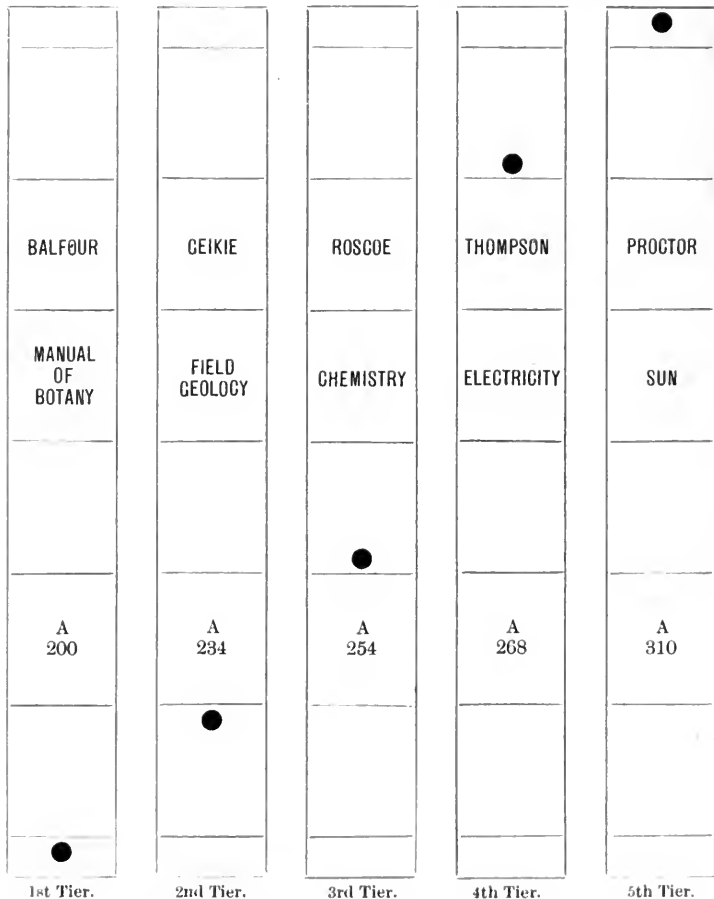 BALFOUR
MANUAL
OF
BOTANY
A
200
1st Tier.
GEIKIE
FIELD
GEOLOGY
A
234
2nd Tier.
ROSCOE
CHEMISTRY
A
254
3rd Tier.
THOMPSON
ELECTRICITY
A
268
4th Tier.
PROCTOR
SUN
A
310
5th Tier.